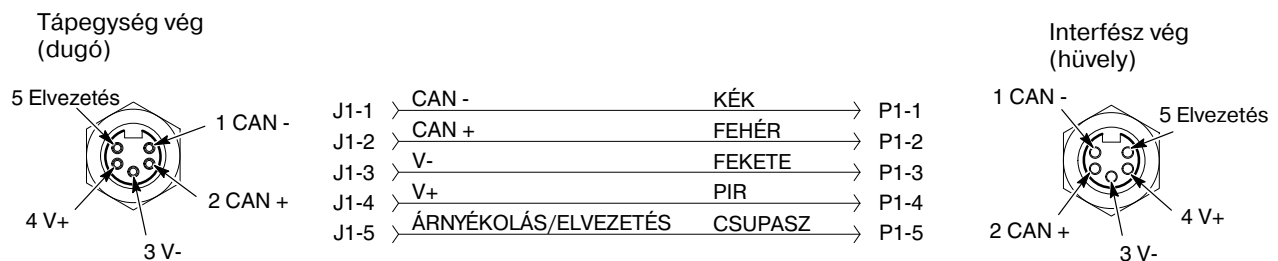 Tápegység vég
(dugó)
5 Elvezetés
1 CAN -
2 CAN +
4 V+
3 V-
J1-1 CAN - KÉK P1-1
J1-2 CAN + FEHÉR P1-2
J1-3 V- FEKETE P1-3
J1-4 V+ PIR P1-4
J1-5 ÁRNYÉKOLÁS/ELVEZETÉS CSUPASZ P1-5
Interfész vég
(hüvely)
1 CAN -
5 Elvezetés
4 V+
2 CAN +
3 V-